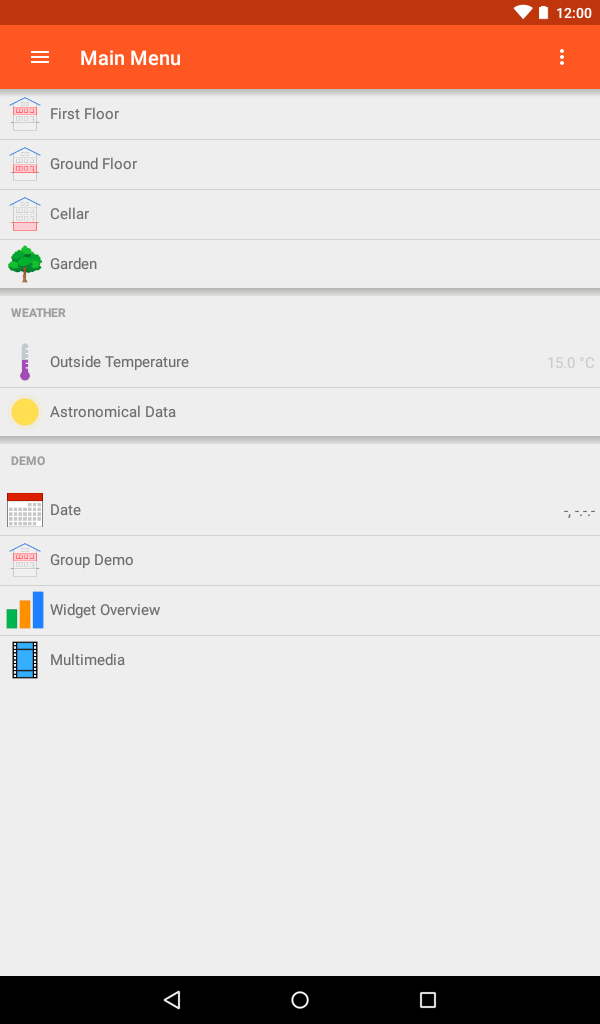 12:00
Main Menu
First Floor
Ground Floor
Cellar
Garden
WEATHER
Outside Temperature 15.0 °C
Astronomical Data
DEMO
Date -, -.-.-
Group Demo
Widget Overview
Multimedia